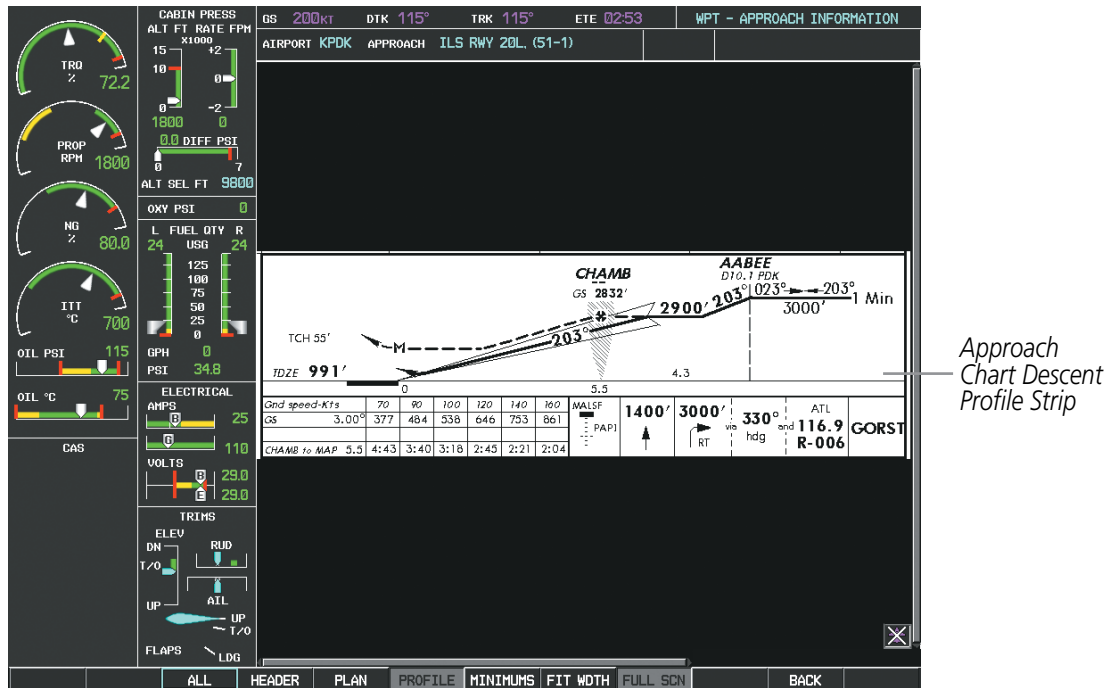 GS 200KT DTK 115° TRK 115° ETE 02:53 WPT - APPROACH INFORMATION
AIRPORT KPDK APPROACH ILS RWY 20L, (51-1)
TRQ
%
72.2
PROP
RPM
1800
NG
%
80.0
ITT
°C
700
OIL PSI 115
OIL °C 75
CAS
CABIN PRESS
ALT FT RATE FPM
X1000
15 +2
10 0
0 -2
1800 0
0.0 DIFF PSI
0 7
ALT SEL FT 9800
OXY PSI 0
L FUEL QTY R
24 USG 24
125
100
75
50
25
0
GPH 0
PSI 34.8
ELECTRICAL
AMPS
B 25
G 110
VOLTS
B 29.0
E 29.0
TRIMS
ELEV
DN RUD
T/O
UP AIL
UP
T/O
FLAPS LDG
CHAMB
GS 2832'
AABEE
D10.1 PDK
023° 203°
3000'
1 Min
203°
2900'
203°
TCH 55'
M
TDZE 991'
0 5.5 4.3
Gnd speed-Kts 70 90 100 120 140 160
GS 3.00° 377 484 538 646 753 861
CHAMB to MAP 5.5 4:43 3:40 3:18 2:45 2:21 2:04
MALSF
PAPI
1400'
3000'
RT
via 330° hdg
and ATL
116.9
R-006
GORST
Approach
Chart Descent
Profile Strip
ALL HEADER PLAN PROFILE MINIMUMS FIT WDTH FULL SCN BACK